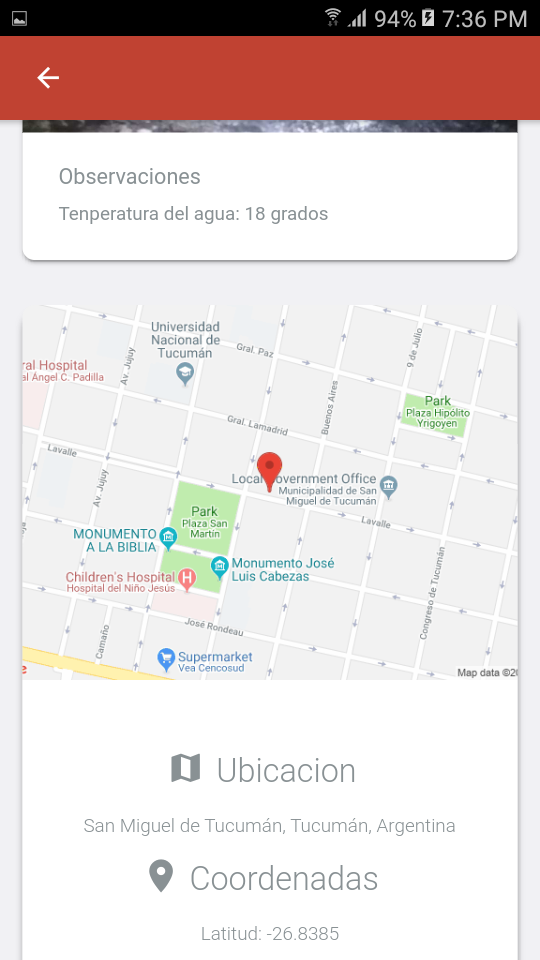 94% 7:36 PM
Observaciones
Tenperatura del agua: 18 grados
Universidad
Nacional de
Tucumán
Gral. Paz
9 de Julio
Av. Jujuy
ral Hospital
al Ángel C. Padilla
Buenos Aires
Park
Plaza Hipólito
Yrigoyen
Gral. Lamadrid
Lavalle
Av. Jujuy
Local Government Office
Municipalidad de San
Miguel de Tucumán
Park
Plaza San
Martín
Lavalle
MONUMENTO
A LA BIBLIA
Monumento José
Luis Cabezas
Children's Hospital
Hospital del Niño Jesús
Congreso de Tucumán
José Rondeau
Camaño
Supermarket
Vea Cencosud
Map data ©20
Ubicacion
San Miguel de Tucumán, Tucumán, Argentina
Coordenadas
Latitud: -26.8385